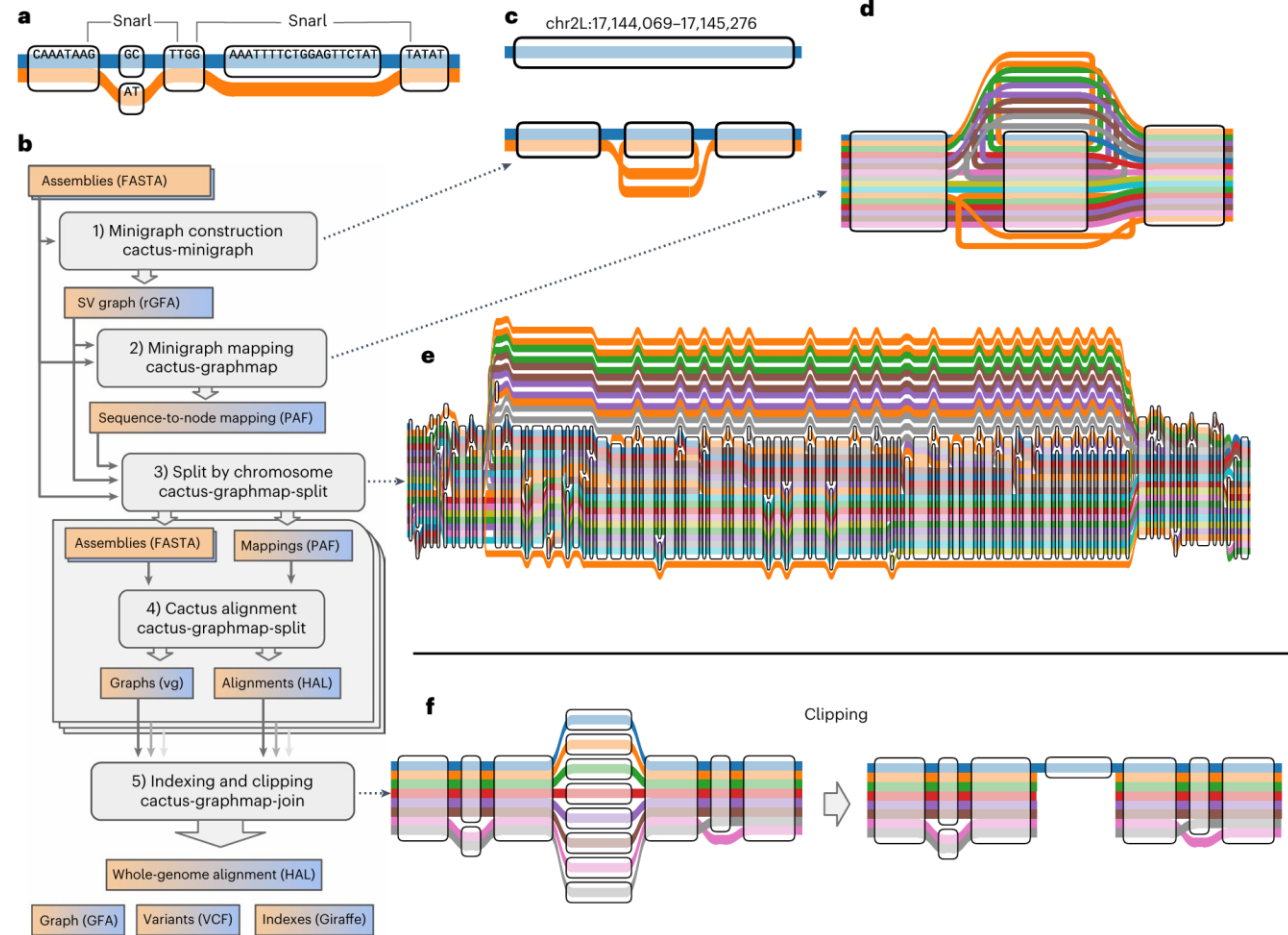 a
Snarl
Snarl
CAAATAAG
GC
TTGG
AAATTTTCTGGAGTTCTAT
TATAT
AT
b
Assemblies (FASTA)
1) Minigraph construction
cactus-minigraph
SV graph (rGFA)
2) Minigraph mapping
cactus-graphmap
Sequence-to-node mapping (PAF)
3) Split by chromosome
cactus-graphmap-split
Assemblies (FASTA)
Mappings (PAF)
4) Cactus alignment
cactus-graphmap-split
Graphs (vg)
Alignments (HAL)
5) Indexing and clipping
cactus-graphmap-join
Whole-genome alignment (HAL)
Graph (GFA)
Variants (VCF)
Indexes (Giraffe)
c
chr2L:17,144,069–17,145,276
d
e
f
Clipping